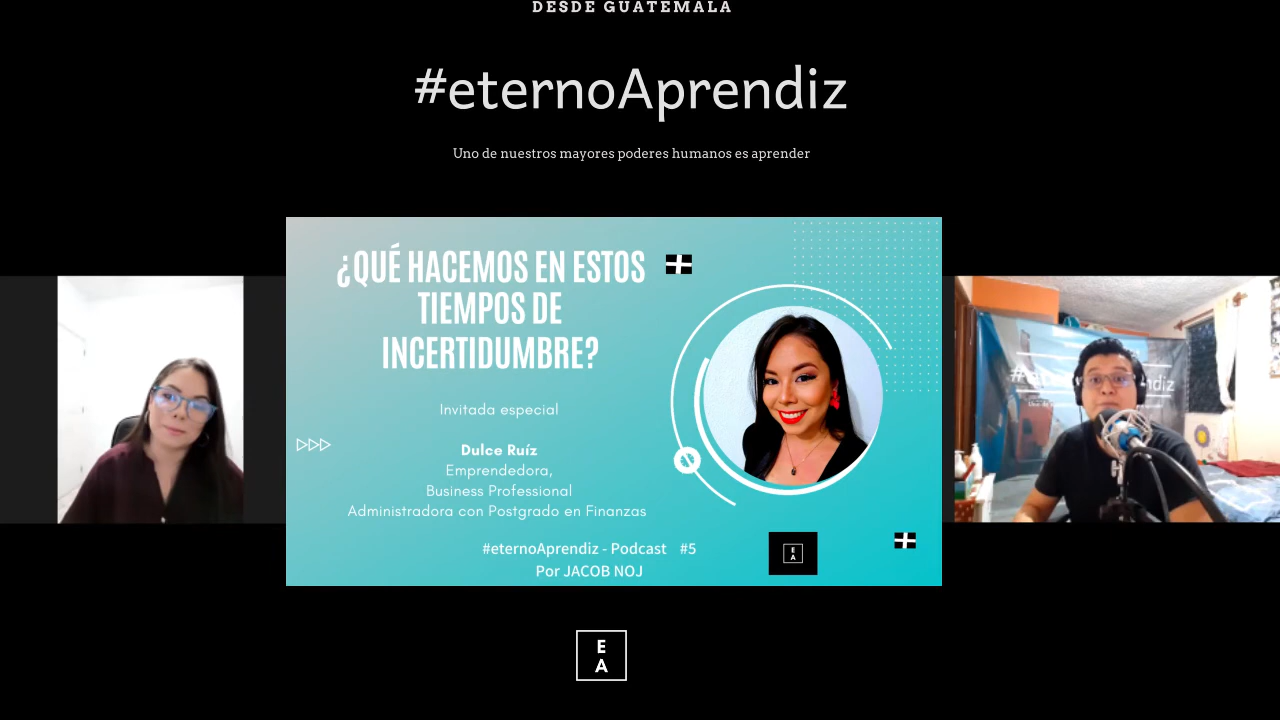 DESDE GUATEMALA
#eternoAprendiz
Uno de nuestros mayores poderes humanos es aprender
¿QUÉ HACEMOS EN ESTOS
TIEMPOS DE
INCERTIDUMBRE?
Invitada especial
Dulce Ruíz
Emprendedora,
Business Professional
Administradora con Postgrado en Finanzas
#eternoAprendiz - Podcast #5
Por JACOB NOJ
E
A
E
A